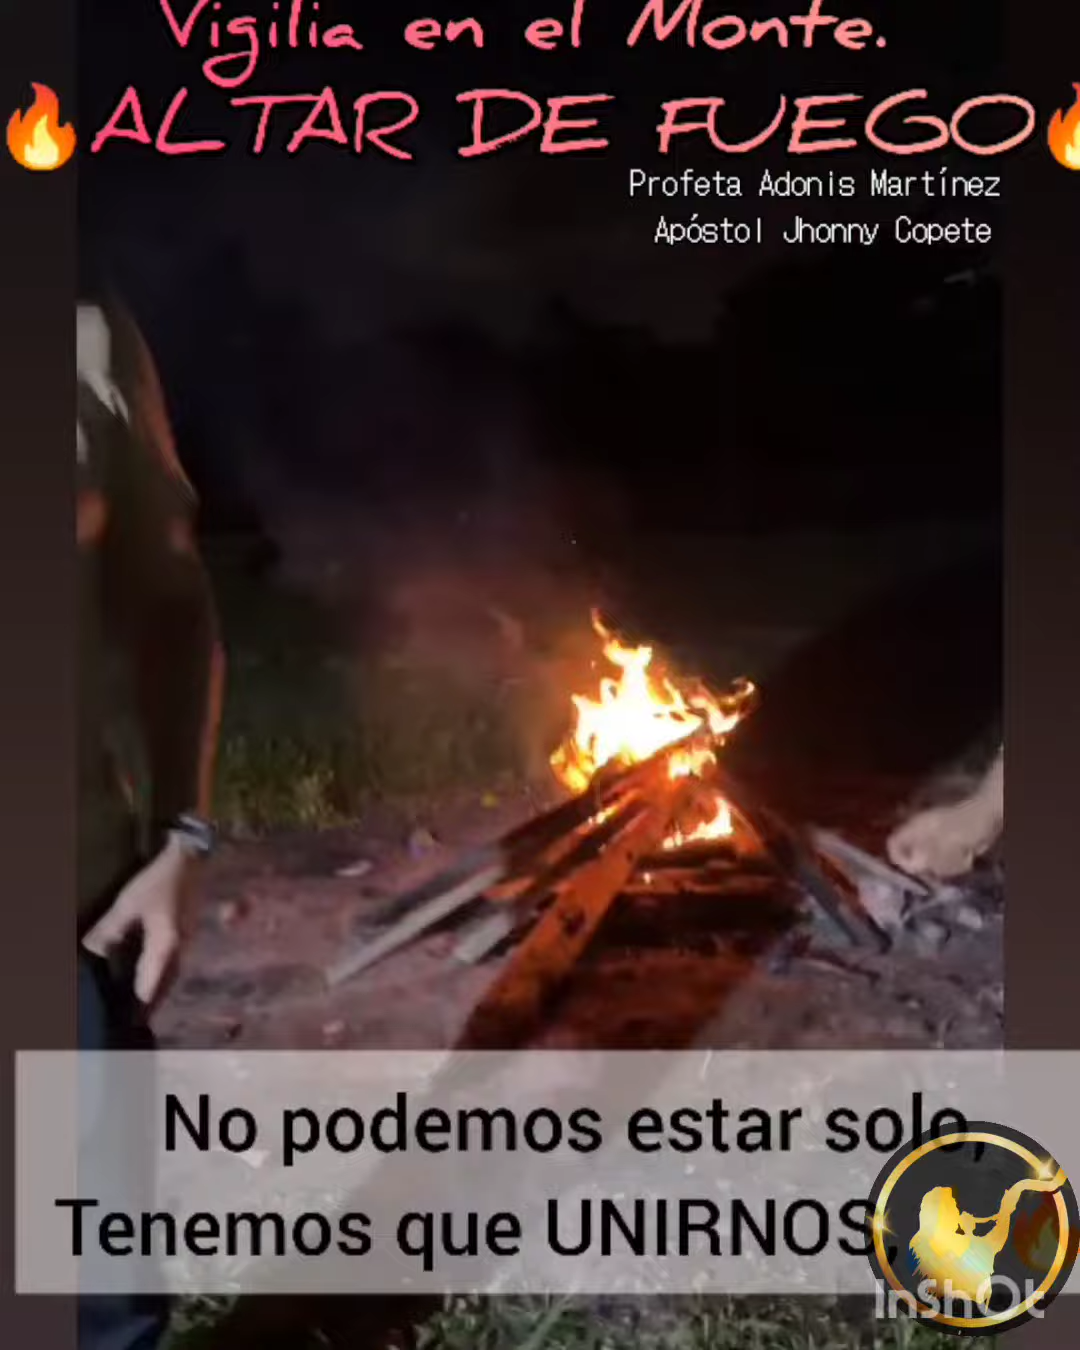 Vigilia en el Monte.
🔥ALTAR DE FUEGO🔥
Profeta Adonis Martínez
Apóstol Jhonny Copete
No podemos estar solo,
Tenemos que UNIRNOS,
InShOt